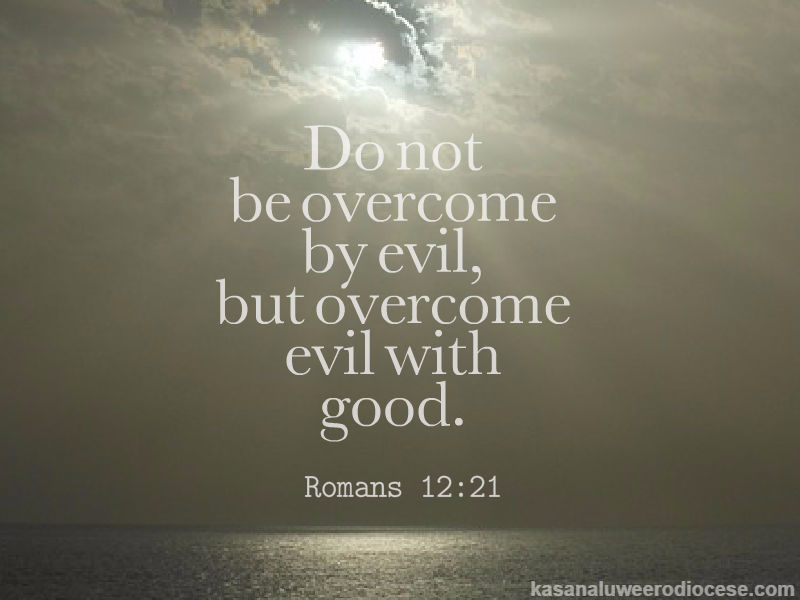 Do not
be overcome
by evil,
but overcome
evil with
good.
Romans 12:21
kasanaluweerodiocese.com